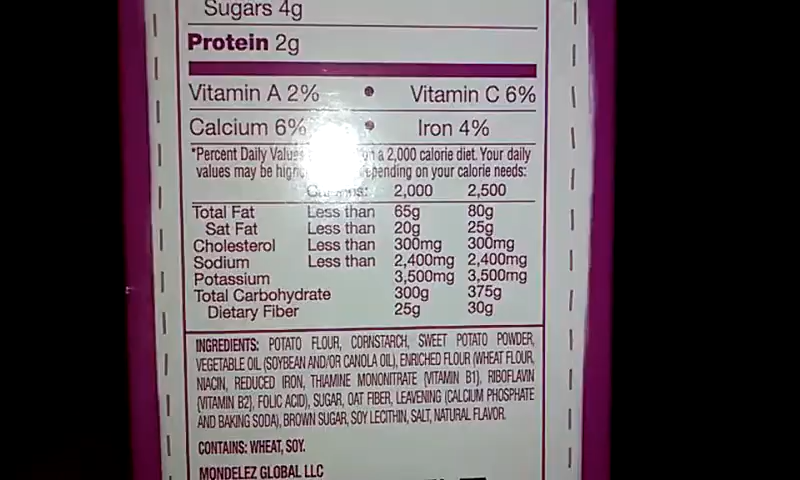 Sugars 4g
Protein 2g
Vitamin A 2% • Vitamin C 6%
Calcium 6% • Iron 4%
*Percent Daily Values on a 2,000 calorie diet. Your daily
values may be depending on your calorie needs:
2,000 2,500
Total Fat Less than 65g 80g
Sat Fat Less than 20g 25g
Cholesterol Less than 300mg 300mg
Sodium Less than 2,400mg 2,400mg
Potassium 3,500mg 3,500mg
Total Carbohydrate 300g 375g
Dietary Fiber 25g 30g
INGREDIENTS: POTATO FLOUR, CORNSTARCH, SWEET POTATO POWDER,
VEGETABLE OIL (SOYBEAN AND/OR CANOLA OIL), ENRICHED FLOUR (WHEAT FLOUR,
NIACIN, REDUCED IRON, THIAMINE MONONITRATE {VITAMIN B1}, RIBOFLAVIN
{VITAMIN B2}, FOLIC ACID), SUGAR, OAT FIBER, LEAVENING (CALCIUM PHOSPHATE
AND BAKING SODA), BROWN SUGAR, SOY LECITHIN, SALT, NATURAL FLAVOR.
CONTAINS: WHEAT, SOY.
MONDELEZ GLOBAL LLC